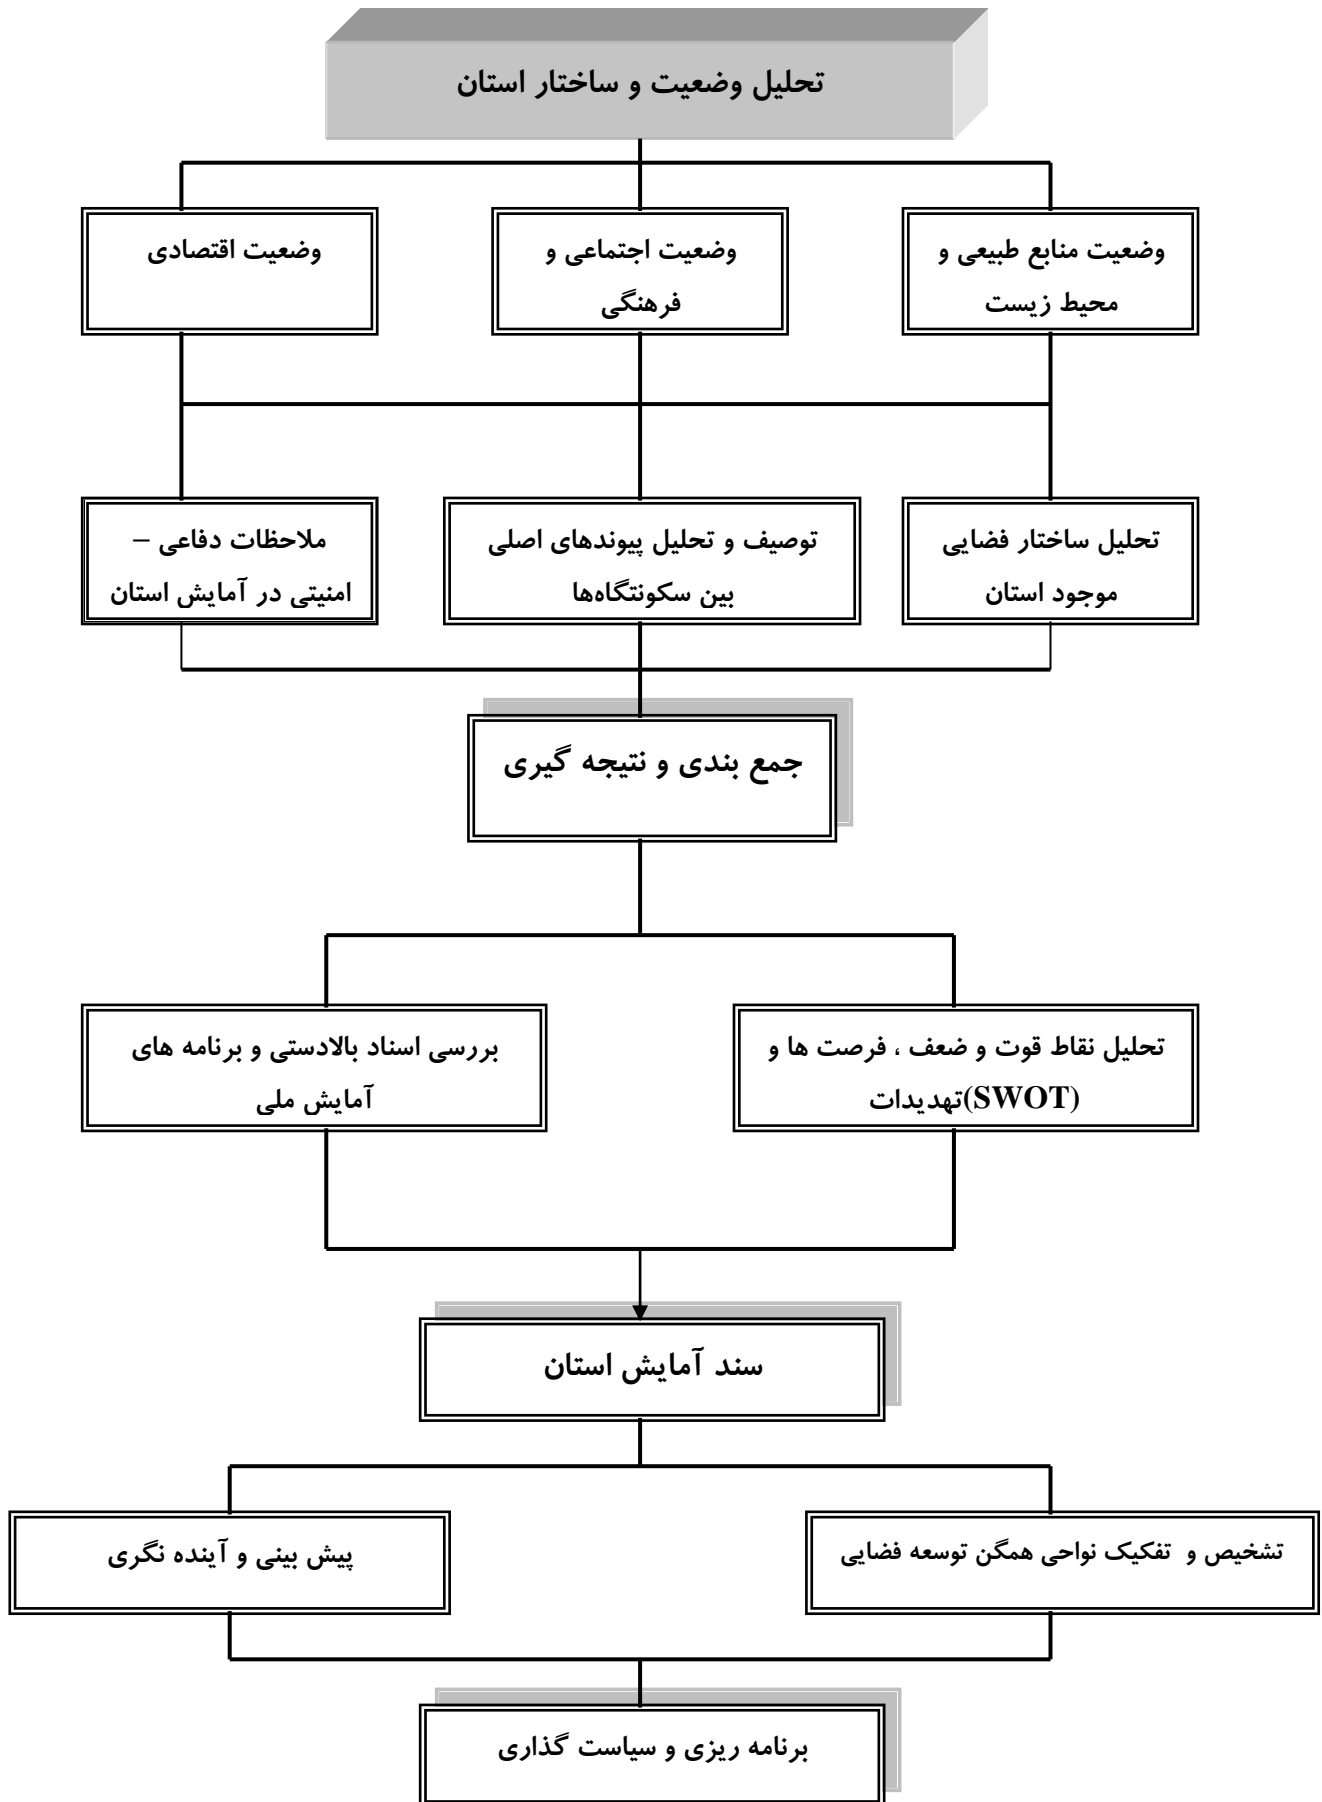 تحلیل وضعیت و ساختار استان
وضعیت منابع طبیعی و
محیط زیست
وضعیت اجتماعی و
فرهنگی
وضعیت اقتصادی
تحلیل ساختار فضایی
موجود استان
توصیف و تحلیل پیوندهای اصلی
بین سکونتگاه‌ها
ملاحظات دفاعی –
امنیتی در آمایش استان
جمع بندی و نتیجه گیری
تحلیل نقاط قوت و ضعف ، فرصت ها و
تهدیدات(SWOT)
بررسی اسناد بالادستی و برنامه های
آمایش ملی
سند آمایش استان
تشخیص و تفکیک نواحی همگن توسعه فضایی
پیش بینی و آینده نگری
برنامه ریزی و سیاست گذاری